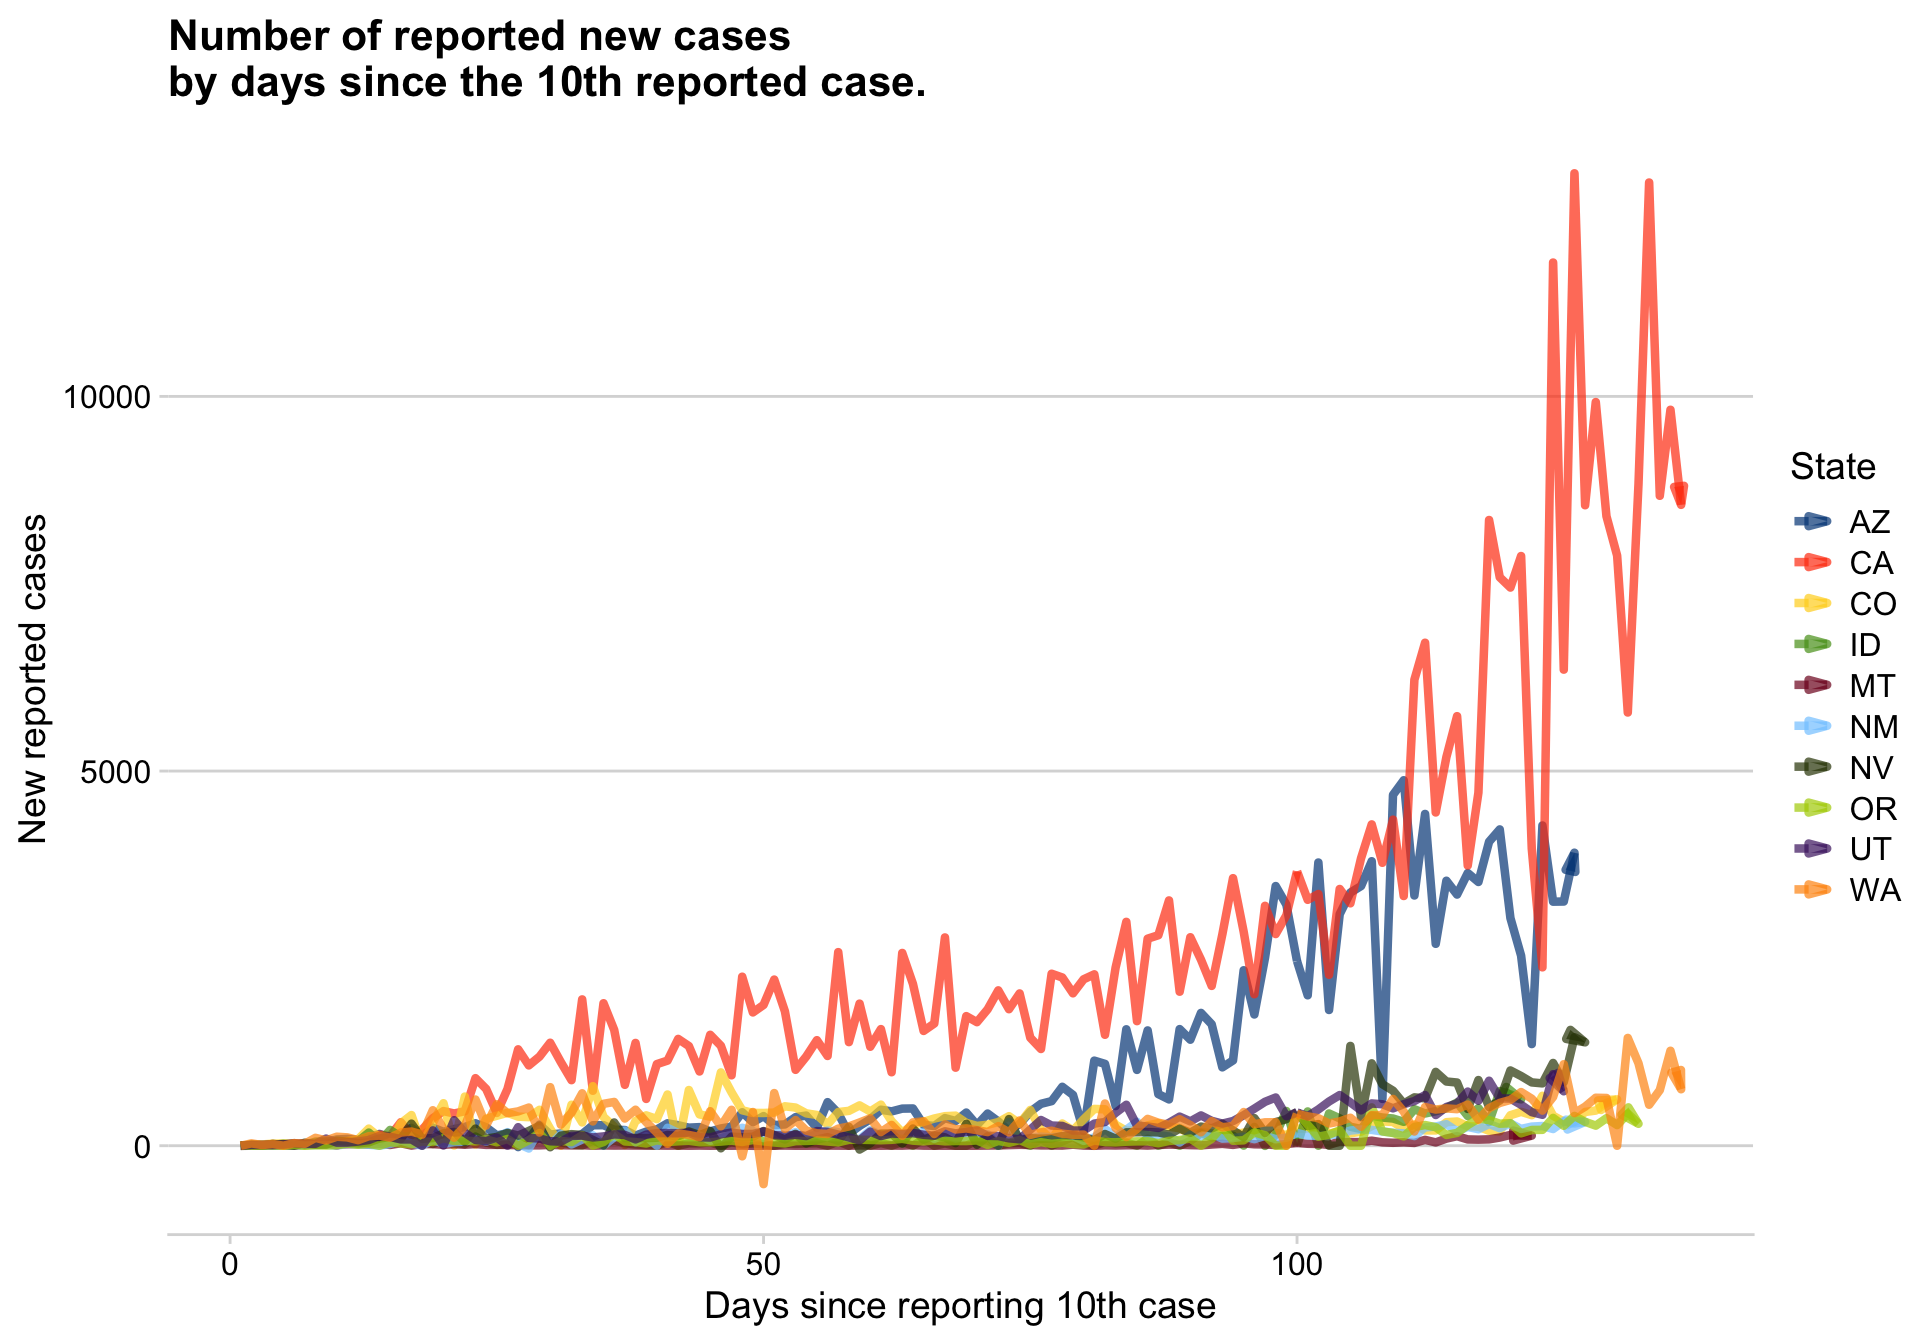 Number of reported new cases
by days since the 10th reported case.
New reported cases
10000
5000
0
0
50
100
Days since reporting 10th case
State
AZ
CA
CO
ID
MT
NM
NV
OR
UT
WA